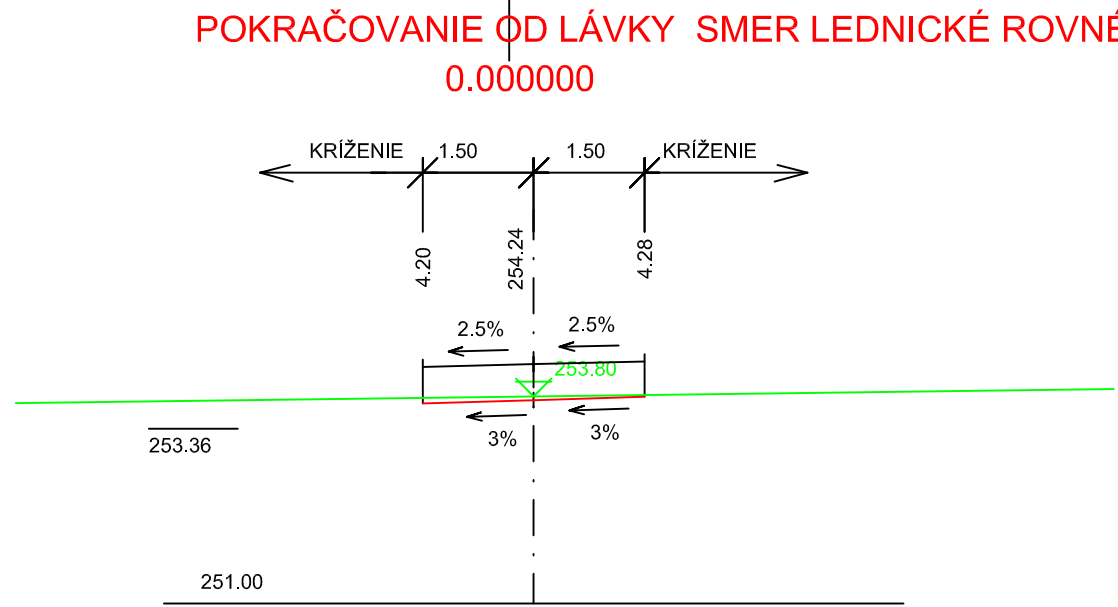 POKRAČOVANIE OD LÁVKY SMER LEDNICKÉ ROVNÉ
0.000000
KRÍŽENIE 1.50 1.50 KRÍŽENIE
4.20 254.24 4.28
2.5% 2.5%
253.80
3% 3%
253.36
251.00